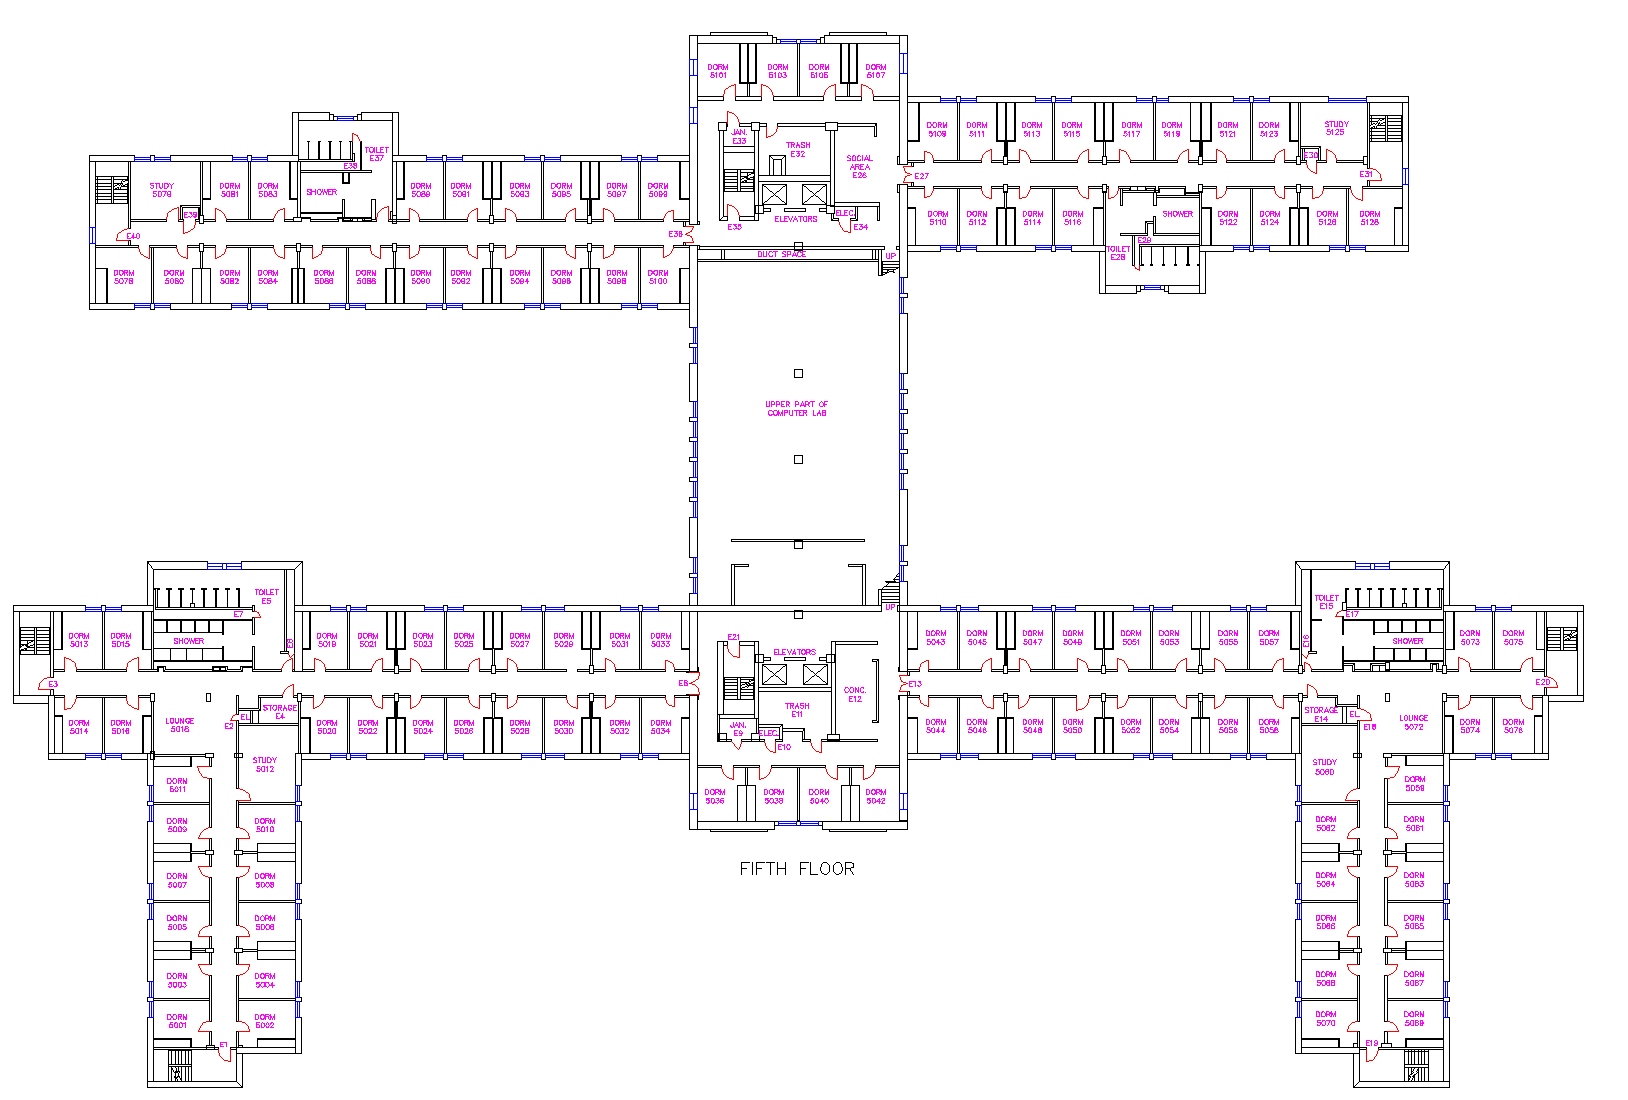 DORM 5101
DORM 5103
DORM 5105
DORM 5107
JAN. E33
TRASH E32
SOCIAL AREA E26
ELEVATORS
ELEC.
E34
E35
E27
DORM 5109
DORM 5111
DORM 5113
DORM 5115
DORM 5117
DORM 5119
DORM 5121
DORM 5123
STUDY 5125
E30
E31
DORM 5110
DORM 5112
DORM 5114
DORM 5116
SHOWER
E29
TOILET E28
DORM 5122
DORM 5124
DORM 5126
DORM 5128
TOILET E37
E38
SHOWER
STUDY 5079
E39
E40
DORM 5081
DORM 5083
DORM 5089
DORM 5091
DORM 5093
DORM 5095
DORM 5097
DORM 5099
E36
DORM 5078
DORM 5080
DORM 5082
DORM 5084
DORM 5086
DORM 5088
DORM 5090
DORM 5092
DORM 5094
DORM 5096
DORM 5098
DORM 5100
DUCT SPACE
UP
UPPER PART OF
COMPUTER LAB
UP
TOILET E5
E7
SHOWER
E6
E3
DORM 5013
DORM 5015
DORM 5019
DORM 5021
DORM 5023
DORM 5025
DORM 5027
DORM 5029
DORM 5031
DORM 5033
E21
ELEVATORS
E8
CONC. E12
TRASH E11
JAN. E9
ELEC.
E10
E13
DORM 5043
DORM 5045
DORM 5047
DORM 5049
DORM 5051
DORM 5053
DORM 5055
DORM 5057
TOILET E15
E17
E16
SHOWER
DORM 5073
DORM 5075
E20
DORM 5014
DORM 5016
LOUNGE 5018
EL
E2
STORAGE E4
DORM 5020
DORM 5022
DORM 5024
DORM 5026
DORM 5028
DORM 5030
DORM 5032
DORM 5034
DORM 5044
DORM 5046
DORM 5048
DORM 5050
DORM 5052
DORM 5054
DORM 5056
DORM 5058
STORAGE E14
EL
E18
LOUNGE 5072
DORM 5074
DORM 5076
STUDY 5012
DORM 5011
DORM 5009
DORM 5010
DORM 5007
DORM 5008
DORM 5005
DORM 5006
DORM 5003
DORM 5004
DORM 5001
DORM 5002
E1
DORM 5036
DORM 5038
DORM 5040
DORM 5042
STUDY 5060
DORM 5059
DORM 5062
DORM 5061
DORM 5064
DORM 5063
DORM 5066
DORM 5065
DORM 5068
DORM 5067
DORM 5070
DORM 5069
E19
FIFTH FLOOR